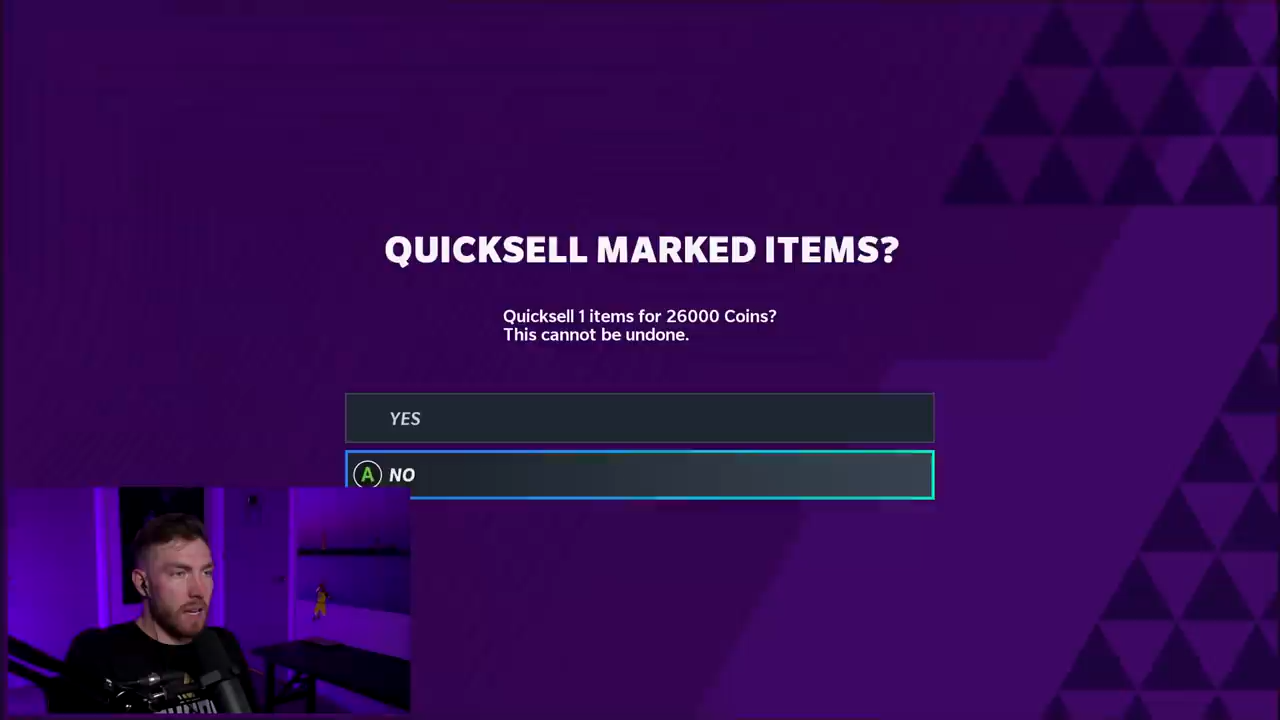 QUICKSELL MARKED ITEMS?
Quicksell 1 items for 26000 Coins?
This cannot be undone.
YES
A NO